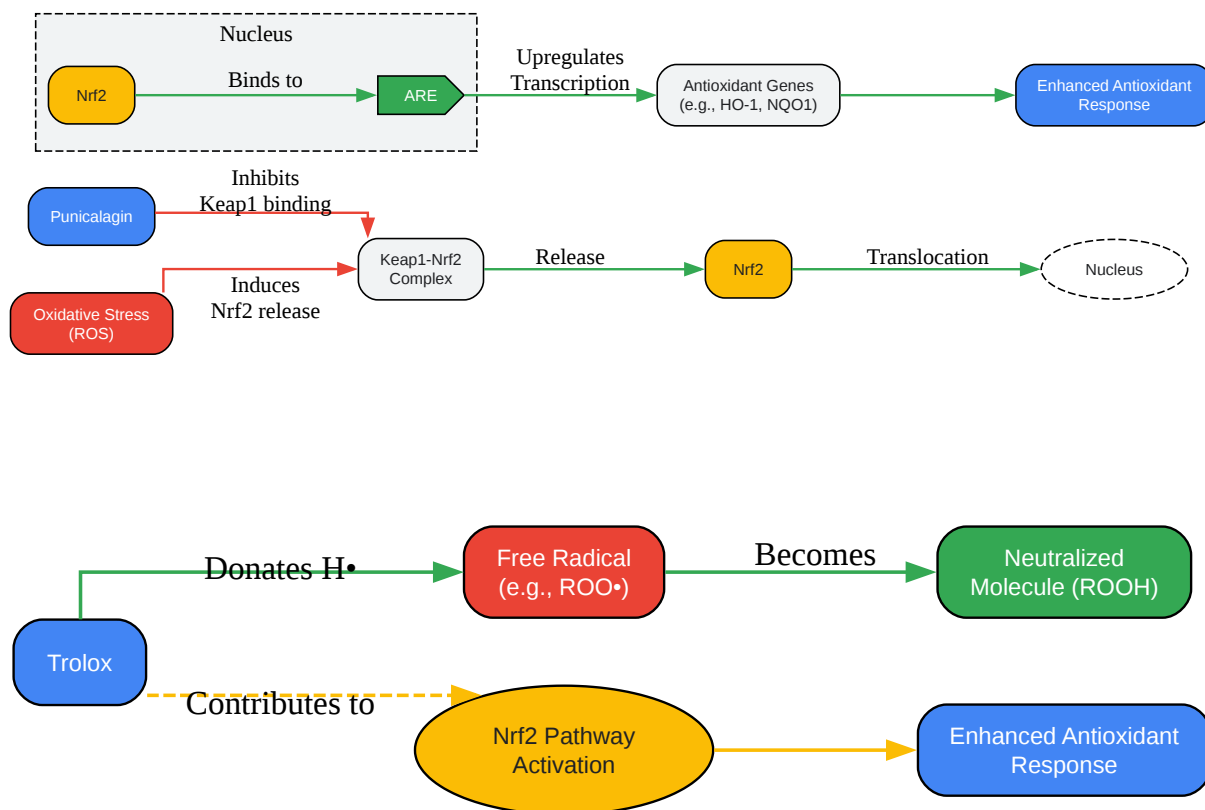 Nucleus
Nrf2
Binds to
ARE
Upregulates
Transcription
Antioxidant Genes
(e.g., HO-1, NQO1)
Enhanced Antioxidant
Response
Punicalagin
Inhibits
Keap1 binding
Oxidative Stress
(ROS)
Induces
Nrf2 release
Keap1-Nrf2
Complex
Release
Nrf2
Translocation
Nucleus
Trolox
Donates H•
Free Radical
(e.g., ROO•)
Becomes
Neutralized
Molecule (ROOH)
Contributes to
Nrf2 Pathway
Activation
Enhanced Antioxidant
Response